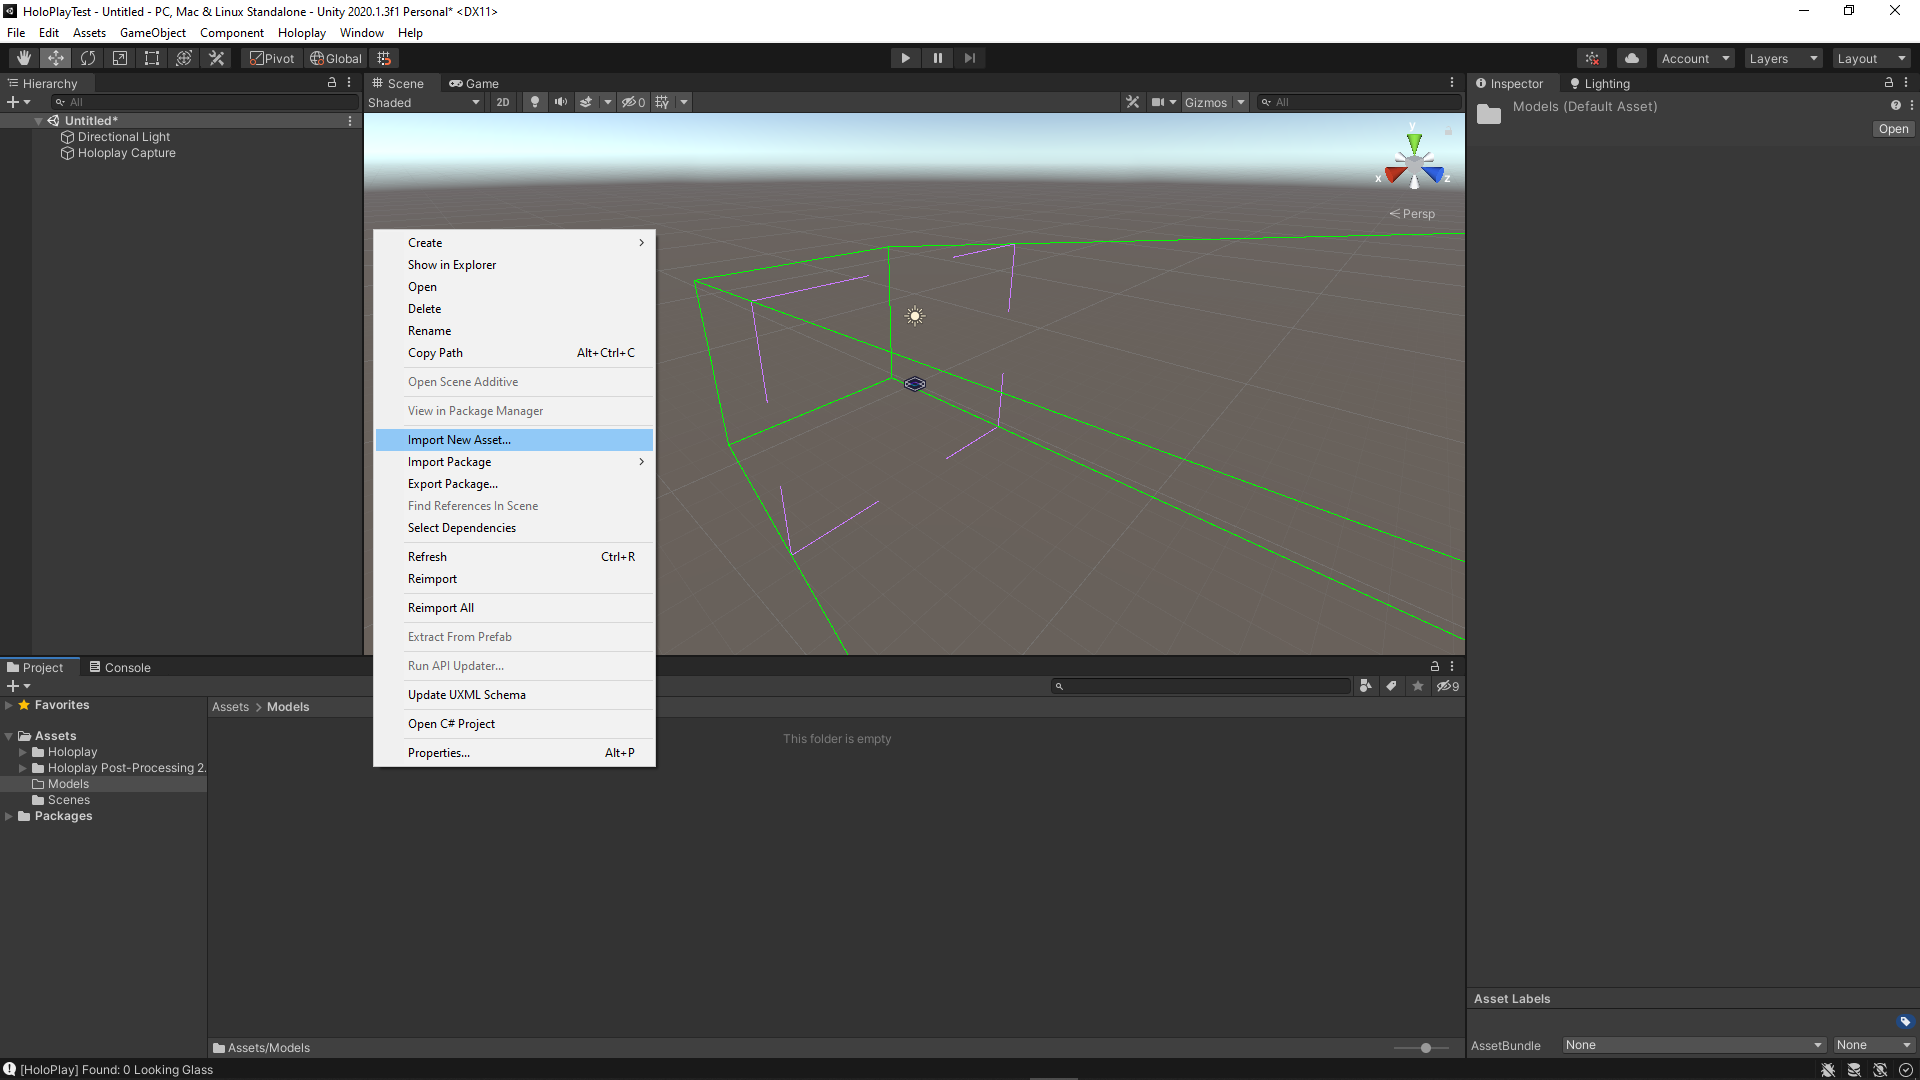 HoloPlayTest - Untitled - PC, Mac & Linux Standalone - Unity 2020.1.3f1 Personal* <DX11>
File Edit Assets GameObject Component Holoplay Window Help
Pivot Global Account Layers Layout
Hierarchy
All
Untitled*
Directional Light
Holoplay Capture
Scene Game
Shaded 2D 0 Gizmos All
y
x
z
Persp
Create
Show in Explorer
Open
Delete
Rename
Copy Path Alt+Ctrl+C
Open Scene Additive
View in Package Manager
Import New Asset...
Import Package
Export Package...
Find References In Scene
Select Dependencies
Refresh Ctrl+R
Reimport
Reimport All
Extract From Prefab
Run API Updater...
Update UXML Schema
Open C# Project
Properties... Alt+P
Inspector Lighting
Models (Default Asset)
Open
Project Console
9
Favorites
Assets
Holoplay
Holoplay Post-Processing 2.
Models
Scenes
Packages
Assets > Models
This folder is empty
Assets/Models
Asset Labels
AssetBundle None None
[HoloPlay] Found: 0 Looking Glass